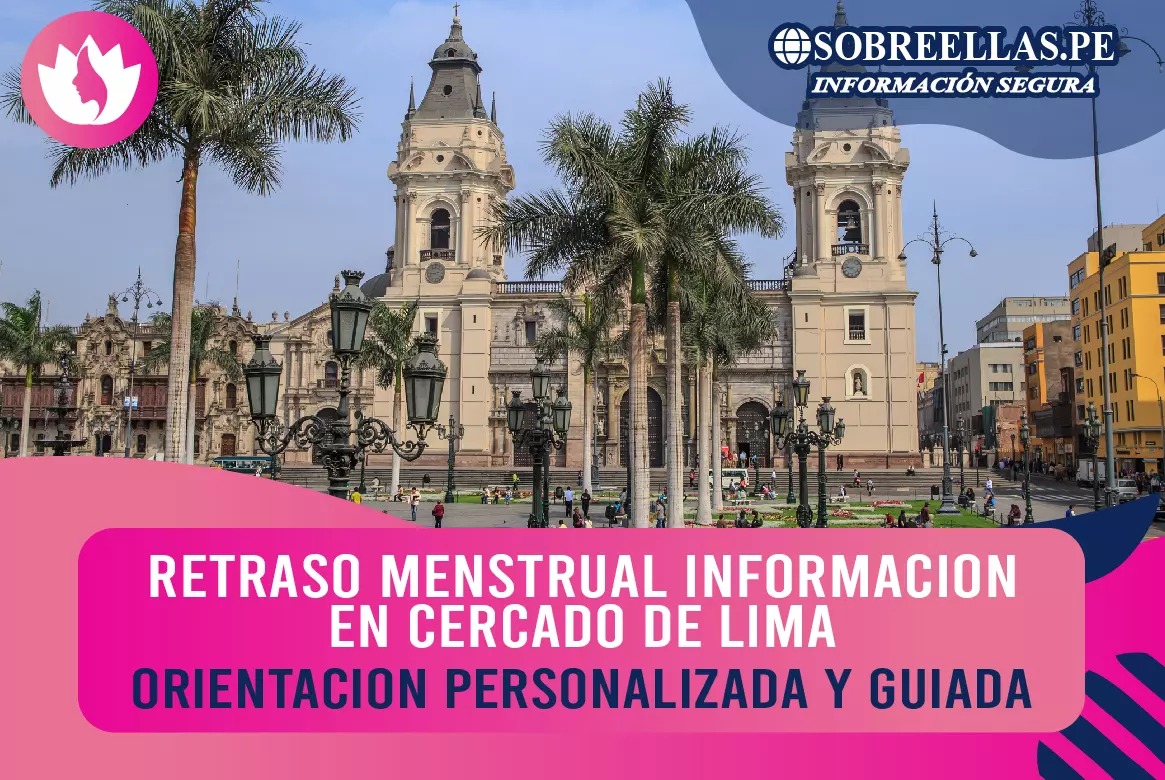 SOBREELLAS.PE
INFORMACIÓN SEGURA
RETRASO MENSTRUAL INFORMACION
EN CERCADO DE LIMA
ORIENTACION PERSONALIZADA Y GUIADA